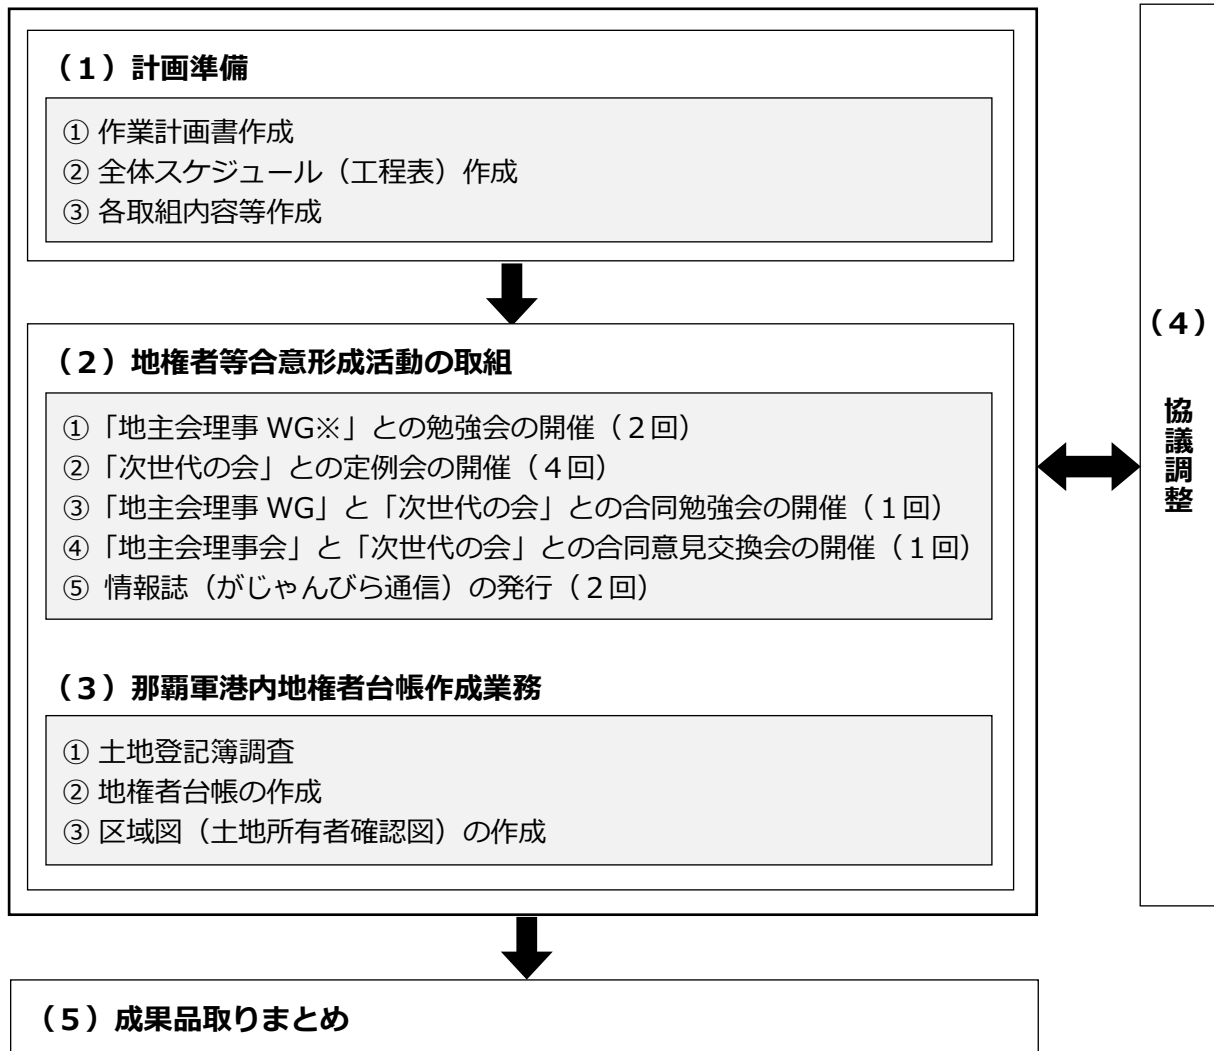 （１）計画準備
① 作業計画書作成
② 全体スケジュール（工程表）作成
③ 各取組内容等作成
（２）地権者等合意形成活動の取組
①「地主会理事 WG※」との勉強会の開催（２回）
②「次世代の会」との定例会の開催（４回）
③「地主会理事 WG」と「次世代の会」との合同勉強会の開催（１回）
④「地主会理事会」と「次世代の会」との合同意見交換会の開催（１回）
⑤ 情報誌（がじゃんびら通信）の発行（２回）
（３）那覇軍港内地権者台帳作成業務
① 土地登記簿調査
② 地権者台帳の作成
③ 区域図（土地所有者確認図）の作成
（４）
協議調整
（５）成果品取りまとめ